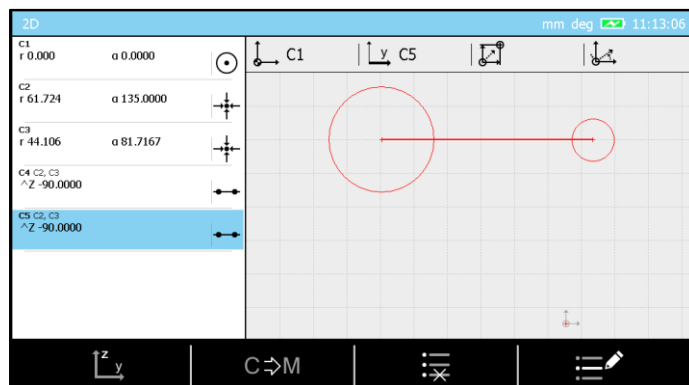 2D mm deg 11:13:06
C1
r 0.000 α 0.0000
C2
r 61.724 α 135.0000
C3
r 44.106 α 81.7167
C4 C2, C3
^Z -90.0000
C5 C2, C3
^Z -90.0000
C1 y C5
z y
C⇨M